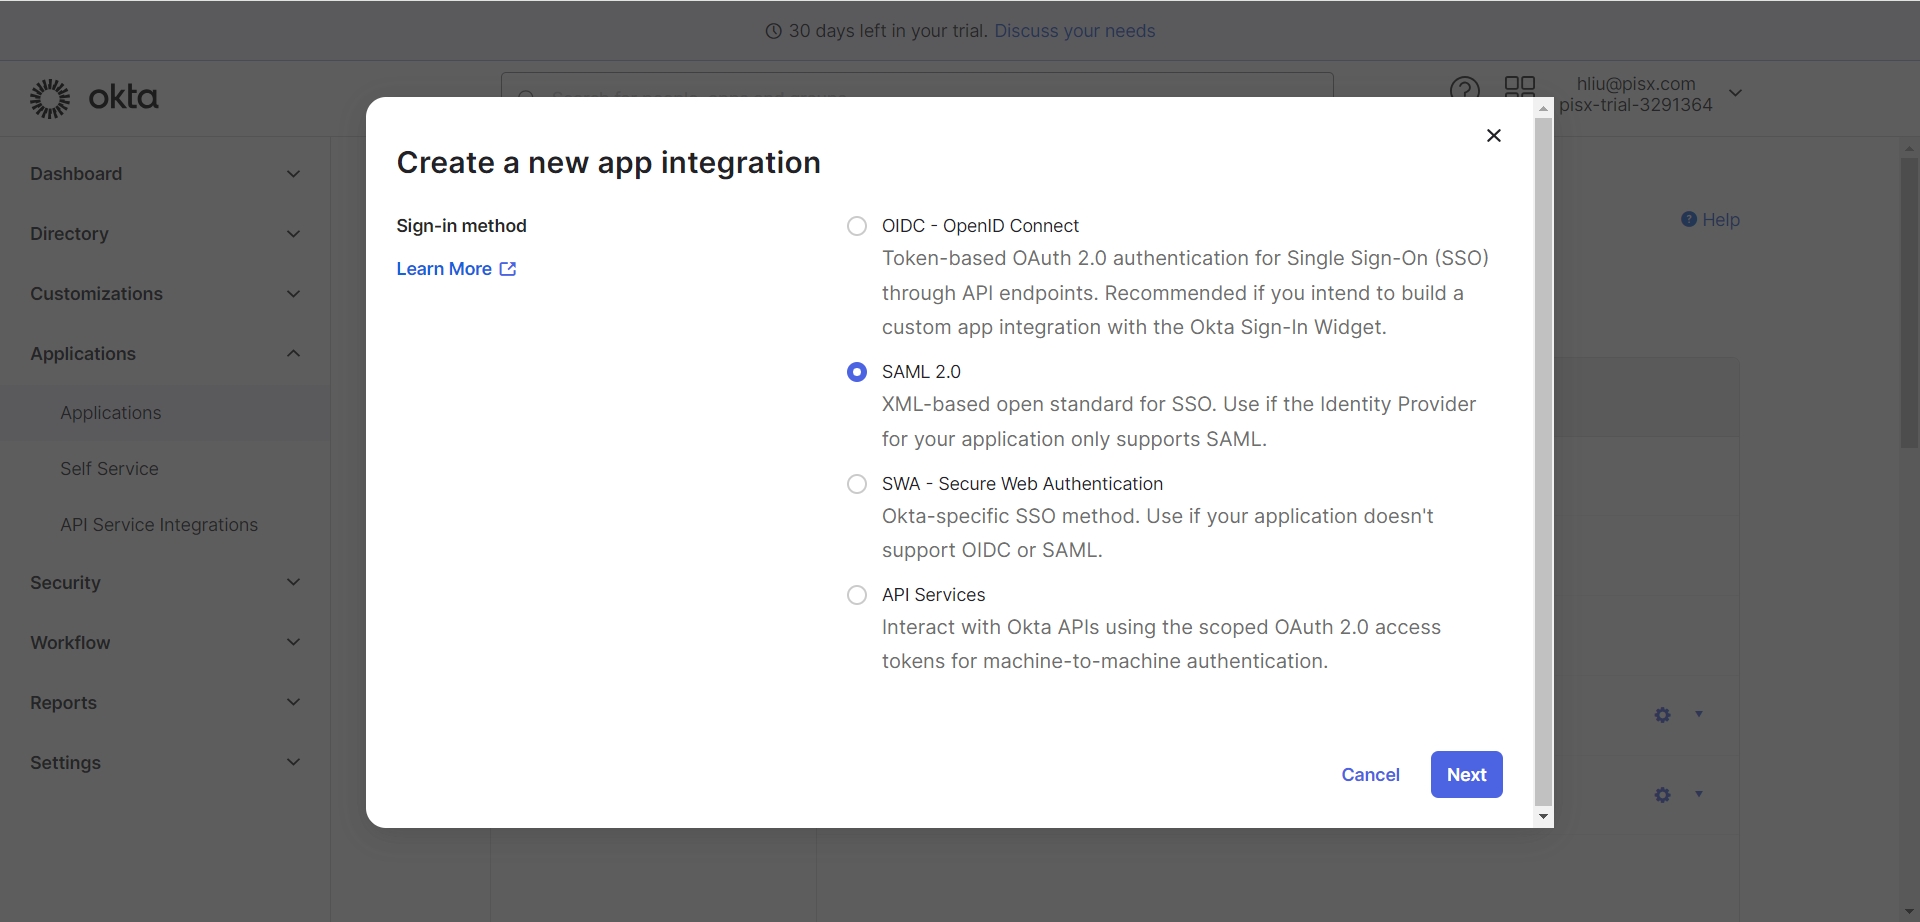 30 days left in your trial. Discuss your needs
okta
hliu@pisx.com
pisx-trial-3291364
Dashboard
Directory
Customizations
Applications
Applications
Self Service
API Service Integrations
Security
Workflow
Reports
Settings
Help
Create a new app integration
Sign-in method
Learn More
OIDC - OpenID Connect
Token-based OAuth 2.0 authentication for Single Sign-On (SSO)
through API endpoints. Recommended if you intend to build a
custom app integration with the Okta Sign-In Widget.
SAML 2.0
XML-based open standard for SSO. Use if the Identity Provider
for your application only supports SAML.
SWA - Secure Web Authentication
Okta-specific SSO method. Use if your application doesn't
support OIDC or SAML.
API Services
Interact with Okta APIs using the scoped OAuth 2.0 access
tokens for machine-to-machine authentication.
Cancel
Next